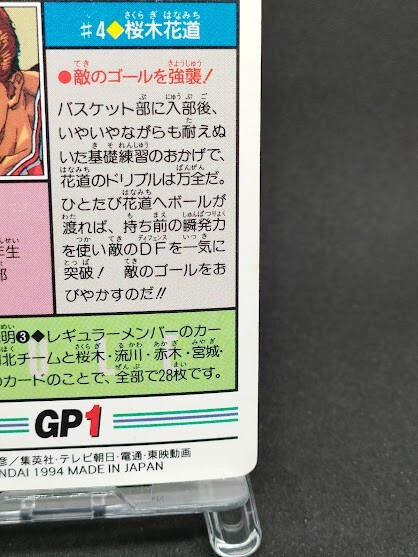 #4◆桜木花道
●敵のゴールを強襲!
バスケット部に入部後、
いやいやながらも耐えぬ
いた基礎練習のおかげで、
花道のドリブルは万全だ。
ひとたび花道へボールが
渡れば、持ち前の瞬発力
を使い敵のDFを一気に
突破! 敵のゴールをお
びやかすのだ!!
生
部
明❸◆レギュラーメンバーのカー
北チームと桜木・流川・赤木・宮城・
のカードのことで、全部で28枚です。
GP1
彦/集英社・テレビ朝日・電通・東映動画
NDAI 1994 MADE IN JAPAN